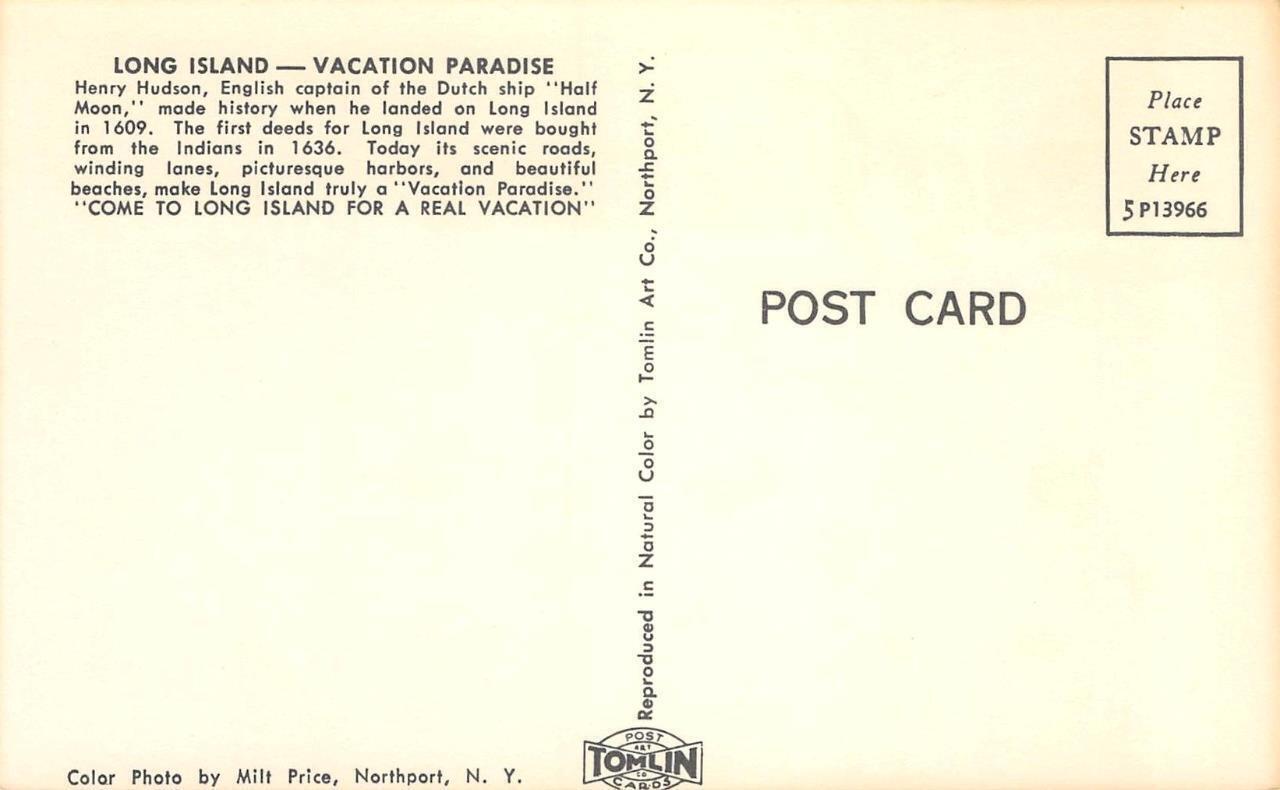 LONG ISLAND — VACATION PARADISE
Henry Hudson, English captain of the Dutch ship "Half
Moon," made history when he landed on Long Island
in 1609. The first deeds for Long Island were bought
from the Indians in 1636. Today its scenic roads,
winding lanes, picturesque harbors, and beautiful
beaches, make Long Island truly a "Vacation Paradise."
"COME TO LONG ISLAND FOR A REAL VACATION"
Color Photo by Milt Price, Northport, N. Y.
Reproduced in Natural Color by Tomlin Art Co., Northport, N. Y.
POST
ART
TOMLIN
CO
CARDS
POST CARD
Place
STAMP
Here
5P13966